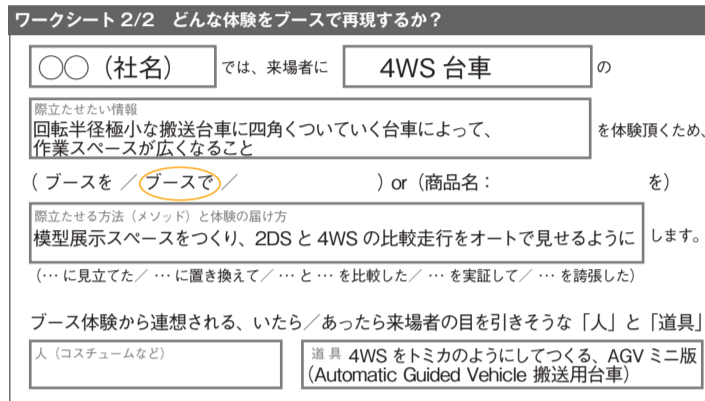 ワークシート 2/2　どんな体験をブースで再現するか？
〇〇（社名） では、来場者に 4WS 台車 の
際立たせたい情報
回転半径極小な搬送台車に四角くついていく台車によって、
作業スペースが広くなること
を体験頂くため、
（ ブースを ／ ブースで ／ ）or（商品名： を）
際立たせる方法（メソッド）と体験の届け方
模型展示スペースをつくり、2DS と 4WS の比較走行をオートで見せるように
します。
（… に見立てた／ … に置き換えて／ … と … を比較した／ … を実証して／ … を誇張した）
ブース体験から連想される、いたら／あったら来場者の目を引きそうな「人」と「道具」
人（コスチュームなど）
道具 4WS をトミカのようにしてつくる、AGV ミニ版
（Automatic Guided Vehicle 搬送用台車）